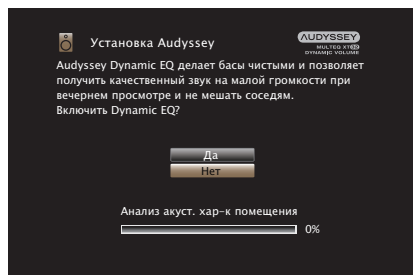 Установка Audyssey
AUDYSSEY
MULTEQ XT32
DYNAMIC VOLUME
Audyssey Dynamic EQ делает басы чистыми и позволяет
получить качественный звук на малой громкости при
вечернем просмотре и не мешать соседям.
Включить Dynamic EQ?
Да
Нет
Анализ акуст. хар-к помещения
0%